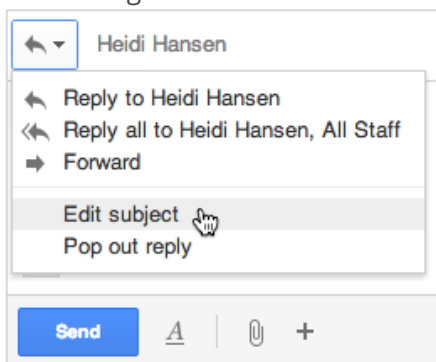 Heidi Hansen
Reply to Heidi Hansen
Reply all to Heidi Hansen, All Staff
Forward
Edit subject
Pop out reply
Send A +